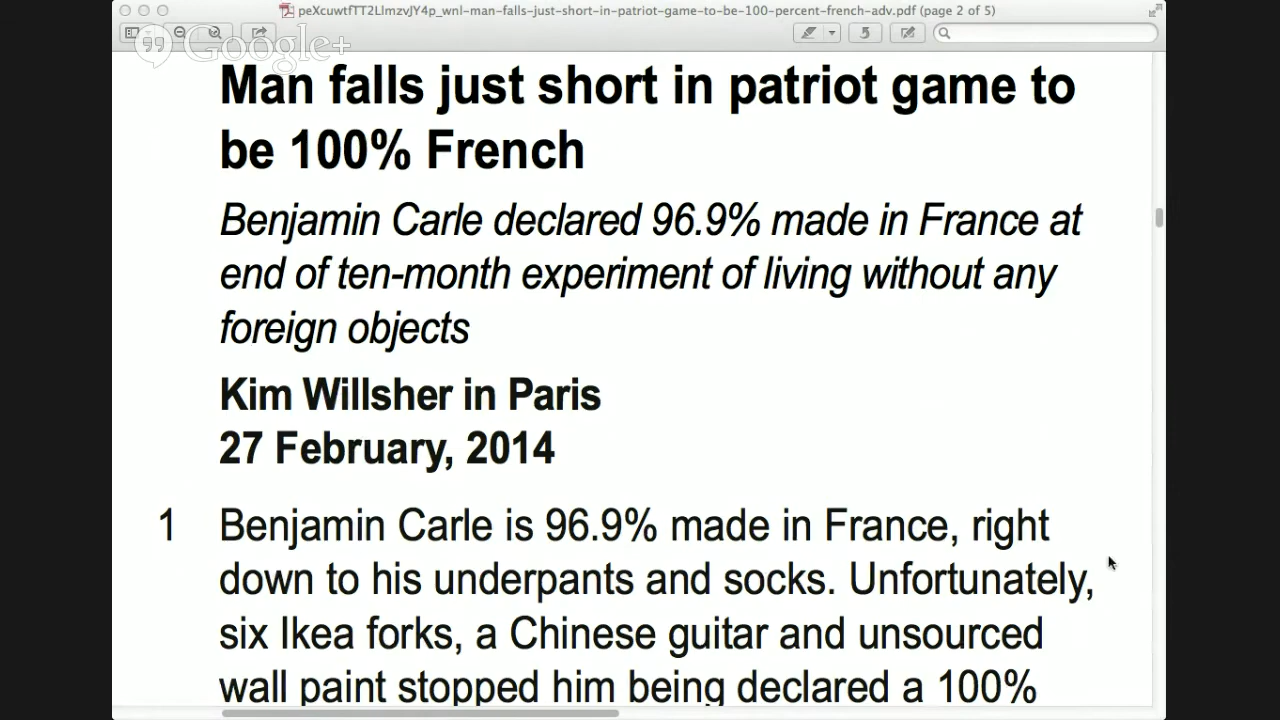 peXcuwtfTT2LlmzvJY4p_wnl-man-falls-just-short-in-patriot-game-to-be-100-percent-french-adv.pdf (page 2 of 5)
Google+
Man falls just short in patriot game to
be 100% French
Benjamin Carle declared 96.9% made in France at
end of ten-month experiment of living without any
foreign objects
Kim Willsher in Paris
27 February, 2014
1 Benjamin Carle is 96.9% made in France, right
down to his underpants and socks. Unfortunately,
six Ikea forks, a Chinese guitar and unsourced
wall paint stopped him being declared a 100%